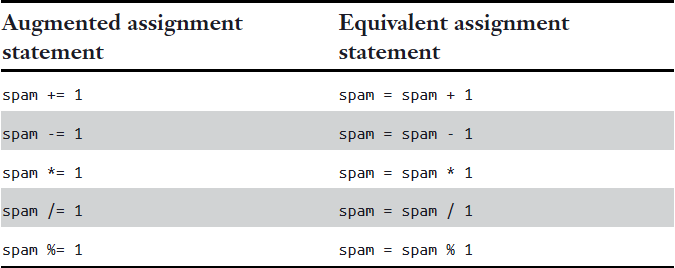 Augmented assignment statement Equivalent assignment statement
spam += 1 spam = spam + 1
spam -= 1 spam = spam - 1
spam *= 1 spam = spam * 1
spam /= 1 spam = spam / 1
spam %= 1 spam = spam % 1